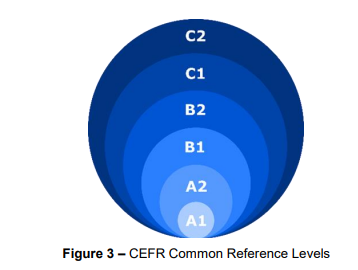 C2
C1
B2
B1
A2
A1
Figure 3 – CEFR Common Reference Levels